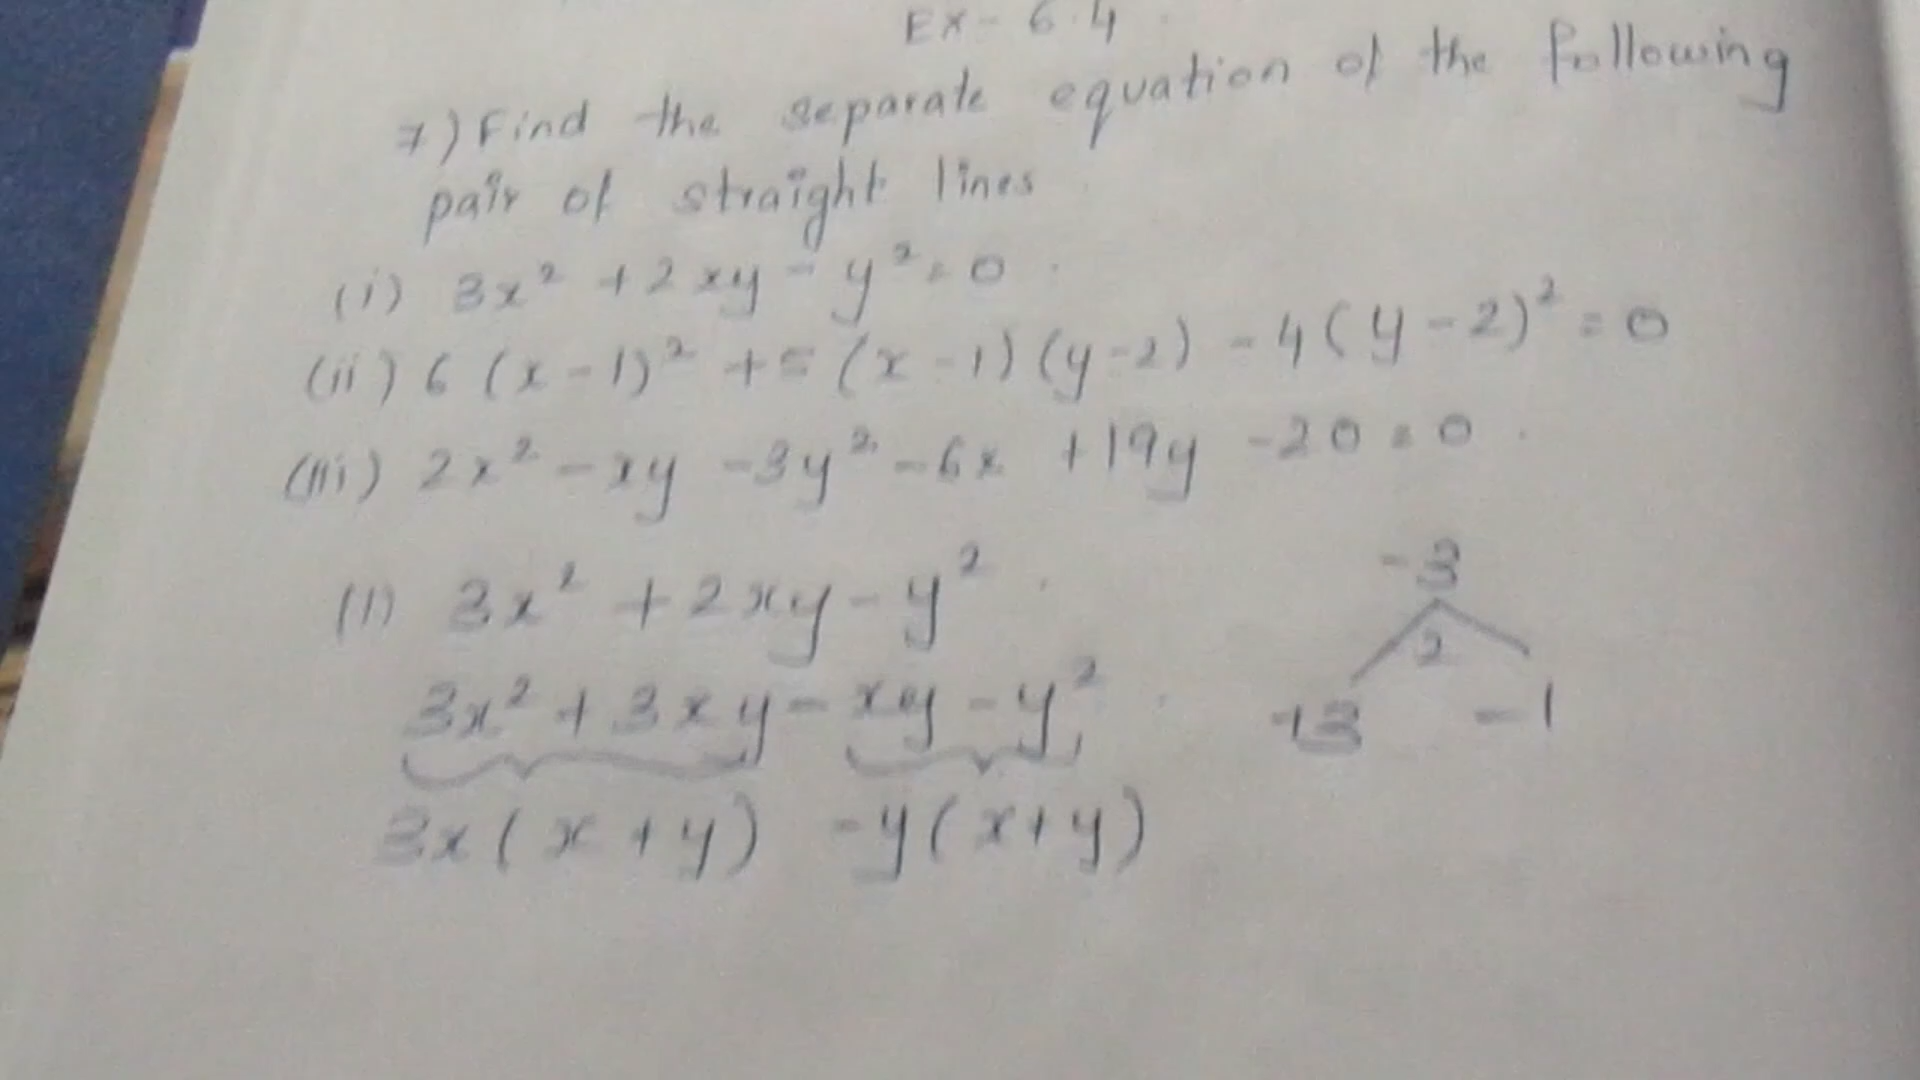 EX - 6.4
7) Find the separate equation of the following
pair of straight lines
(i) 3x² + 2xy - y² = 0.
(ii) 6(x-1)² + 5(x-1)(y-2) - 4(y-2)² = 0
(iii) 2x² - xy - 3y² - 6x + 19y - 20 = 0.
(i) 3x² + 2xy - y²
-3
2
3x² + 3xy - xy - y²
+3 -1
3x(x+y) -y(x+y)